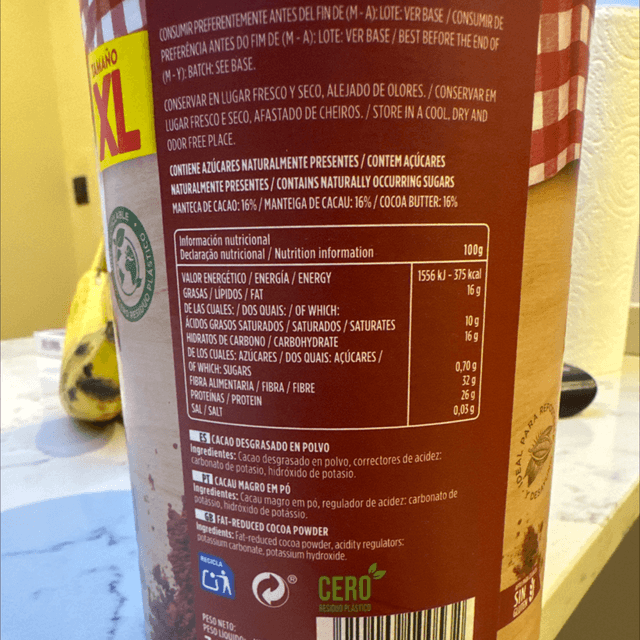 TAMAÑO
XL
CONSUMIR PREFERENTEMENTE ANTES DEL FIN DE (M - A): LOTE: VER BASE / CONSUMIR DE
PREFERÊNCIA ANTES DO FIM DE (M - A): LOTE: VER BASE / BEST BEFORE THE END OF
(M - Y): BATCH: SEE BASE.
CONSERVAR EN LUGAR FRESCO Y SECO, ALEJADO DE OLORES. / CONSERVAR EM
LUGAR FRESCO E SECO, AFASTADO DE CHEIROS. / STORE IN A COOL, DRY AND
ODOR FREE PLACE.
CONTIENE AZÚCARES NATURALMENTE PRESENTES / CONTEM AÇÚCARES
NATURALMENTE PRESENTES / CONTAINS NATURALLY OCCURRING SUGARS
MANTECA DE CACAO: 16% / MANTEIGA DE CACAU: 16% / COCOA BUTTER: 16%
Información nutricional
Declaração nutricional / Nutrition information 100g
VALOR ENERGÉTICO / ENERGÍA / ENERGY 1556 kJ - 375 kcal
GRASAS / LÍPIDOS / FAT 16 g
DE LAS CUALES: / DOS QUAIS: / OF WHICH:
ÁCIDOS GRASOS SATURADOS / SATURADOS / SATURATES 10 g
HIDRATOS DE CARBONO / CARBOHYDRATE 16 g
DE LOS CUALES: AZÚCARES / DOS QUAIS: AÇÚCARES /
OF WHICH: SUGARS 0,70 g
FIBRA ALIMENTARIA / FIBRA / FIBRE 32 g
PROTEÍNAS / PROTEIN 26 g
SAL / SALT 0,03 g
ES CACAO DESGRASADO EN POLVO
Ingredientes: Cacao desgrasado en polvo, correctores de acidez:
carbonato de potasio, hidróxido de potasio.
PT CACAU MAGRO EM PÓ
Ingredientes: Cacau magro em pó, regulador de acidez: carbonato de
potássio, hidróxido de potássio.
GB FAT-REDUCED COCOA POWDER
Ingredients: Fat-reduced cocoa powder, acidity regulators:
potassium carbonate, potassium hydroxide.
RECICLA
CERO
RESIDUO PLÁSTICO
PESO NETO:
PESO LÍQUIDO
IDEAL PARA REPOS
Y DES
SIN